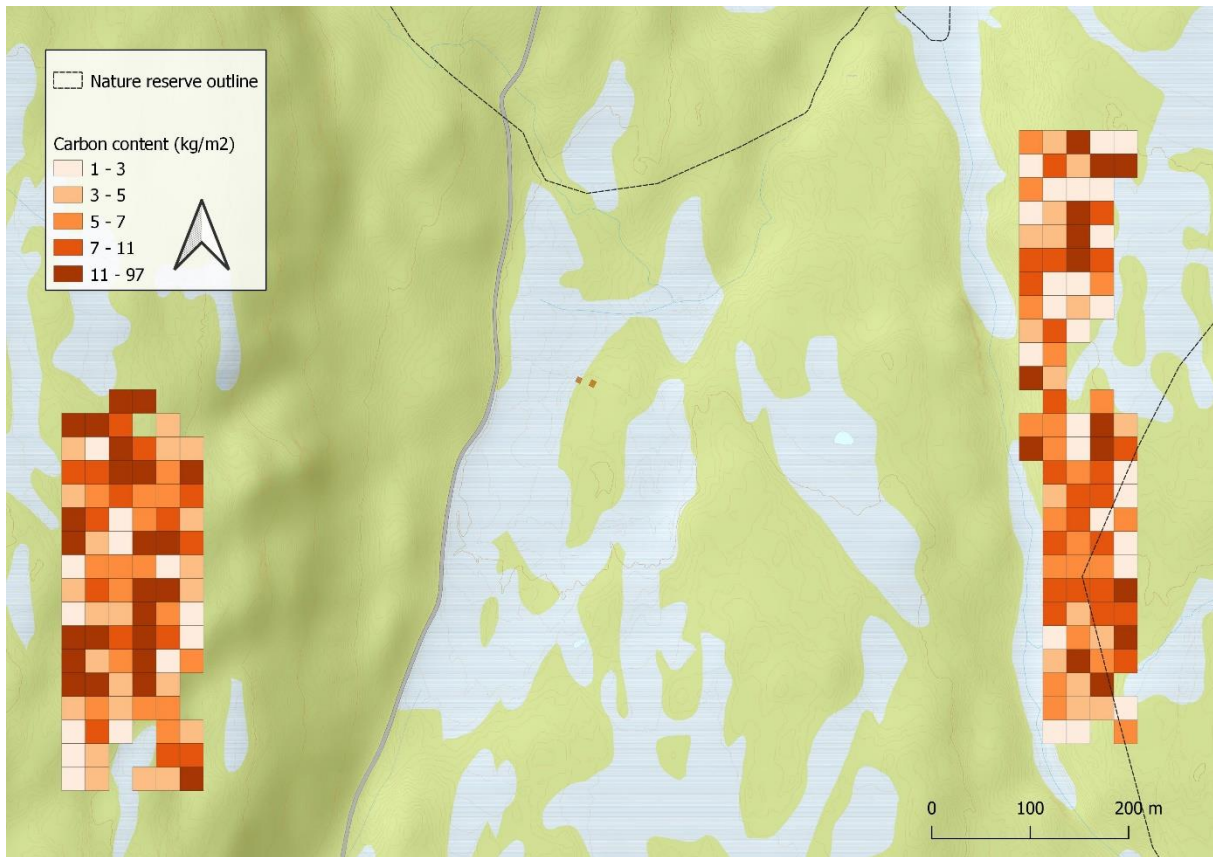 Nature reserve outline
Carbon content (kg/m2)
1 - 3
3 - 5
5 - 7
7 - 11
11 - 97
0 100 200 m